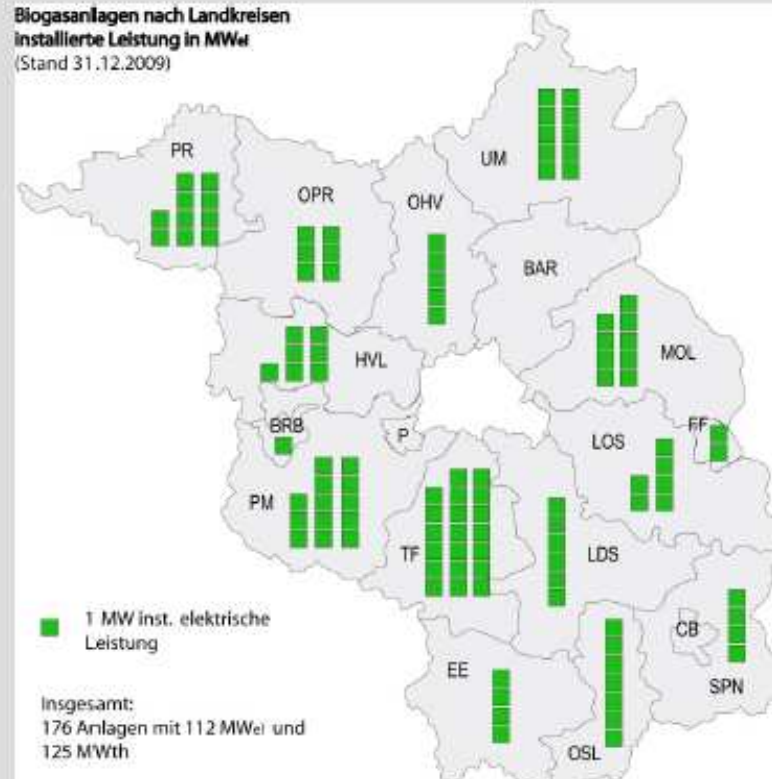 Biogasanlagen nach Landkreisen
installierte Leistung in MWel
(Stand 31.12.2009)
PR
OPR
OHV
UM
BAR
HVL
MOL
BRB
P
LOS
FF
PM
TF
LDS
CB
SPN
EE
OSL
1 MW inst. elektrische
Leistung
Insgesamt:
176 Anlagen mit 112 MWel und
125 MWth